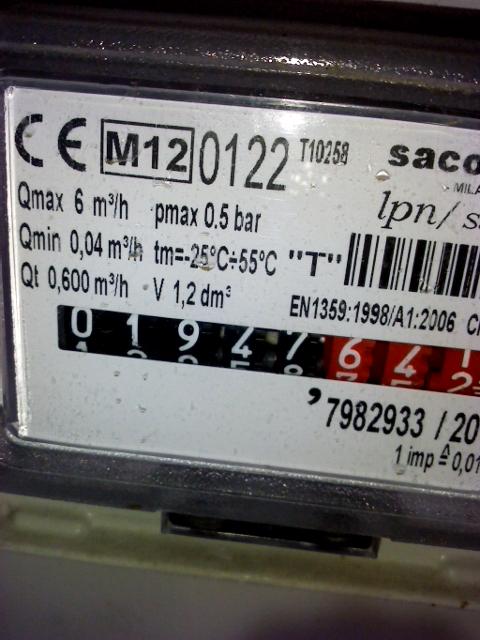 CE M12 0122 T10258 saco
MILA
Qmax 6 m³/h pmax 0.5 bar lpn/ s
Qmin 0,04 m³/h tm=-25°C÷55°C "T"
Qt 0,600 m³/h V 1,2 dm³ EN1359:1998/A1:2006 C
0 1 9 4 7 6 4 1
, 7982933 / 20
1 imp ≙ 0,01